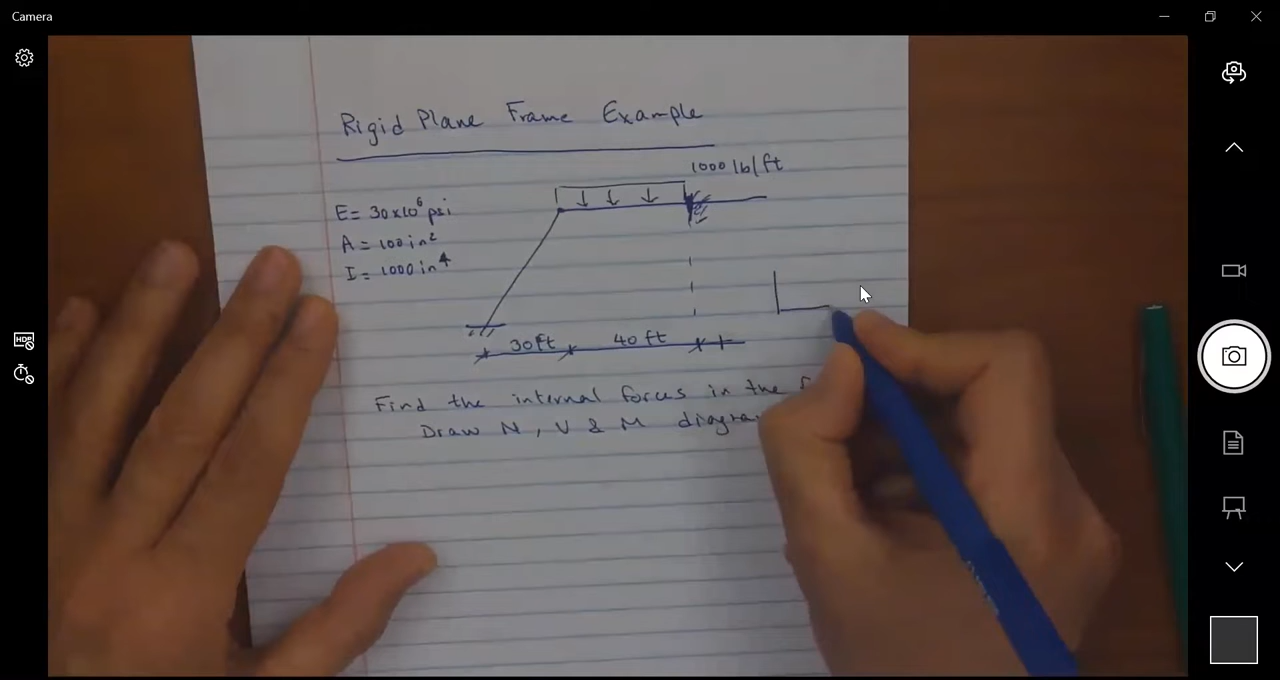 Camera
Rigid Plane Frame Example
1000 lb/ft
E = 30x10⁶ psi
A = 100 in²
I = 1000 in⁴
30ft 40 ft
Find the internal forces in the
Draw N, V & M